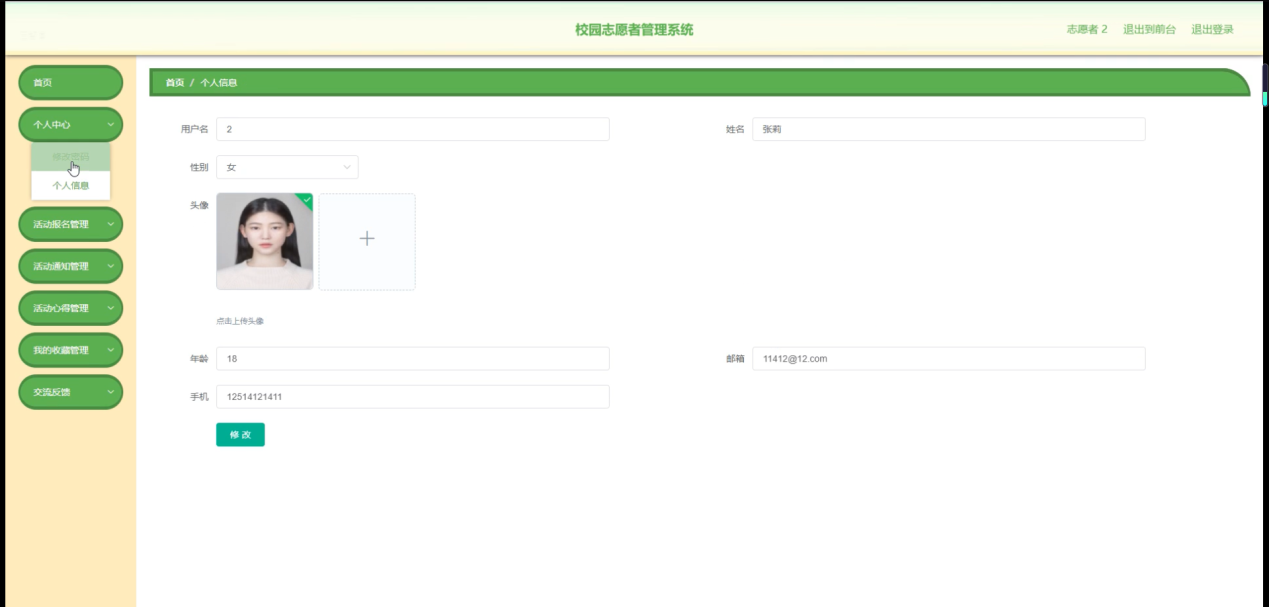 校园志愿者管理系统
志愿者 2 退出到前台 退出登录
首页
个人中心
修改密码
个人信息
活动报名管理
活动通知管理
活动心得管理
我的收藏管理
交流反馈
首页 / 个人信息
用户名 2
姓名 张莉
性别 女
头像
点击上传头像
年龄 18
邮箱 11412@12.com
手机 12514121411
修改